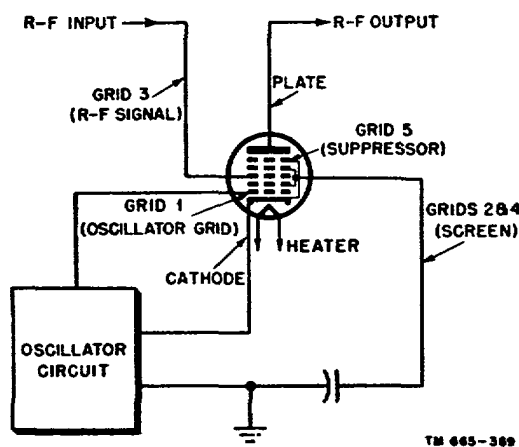 R-F INPUT
R-F OUTPUT
PLATE
GRID 3
(R-F SIGNAL)
GRID 5
(SUPPRESSOR)
GRID 1
(OSCILLATOR GRID)
GRIDS 2&4
(SCREEN)
HEATER
CATHODE
OSCILLATOR
CIRCUIT
TM 665-389